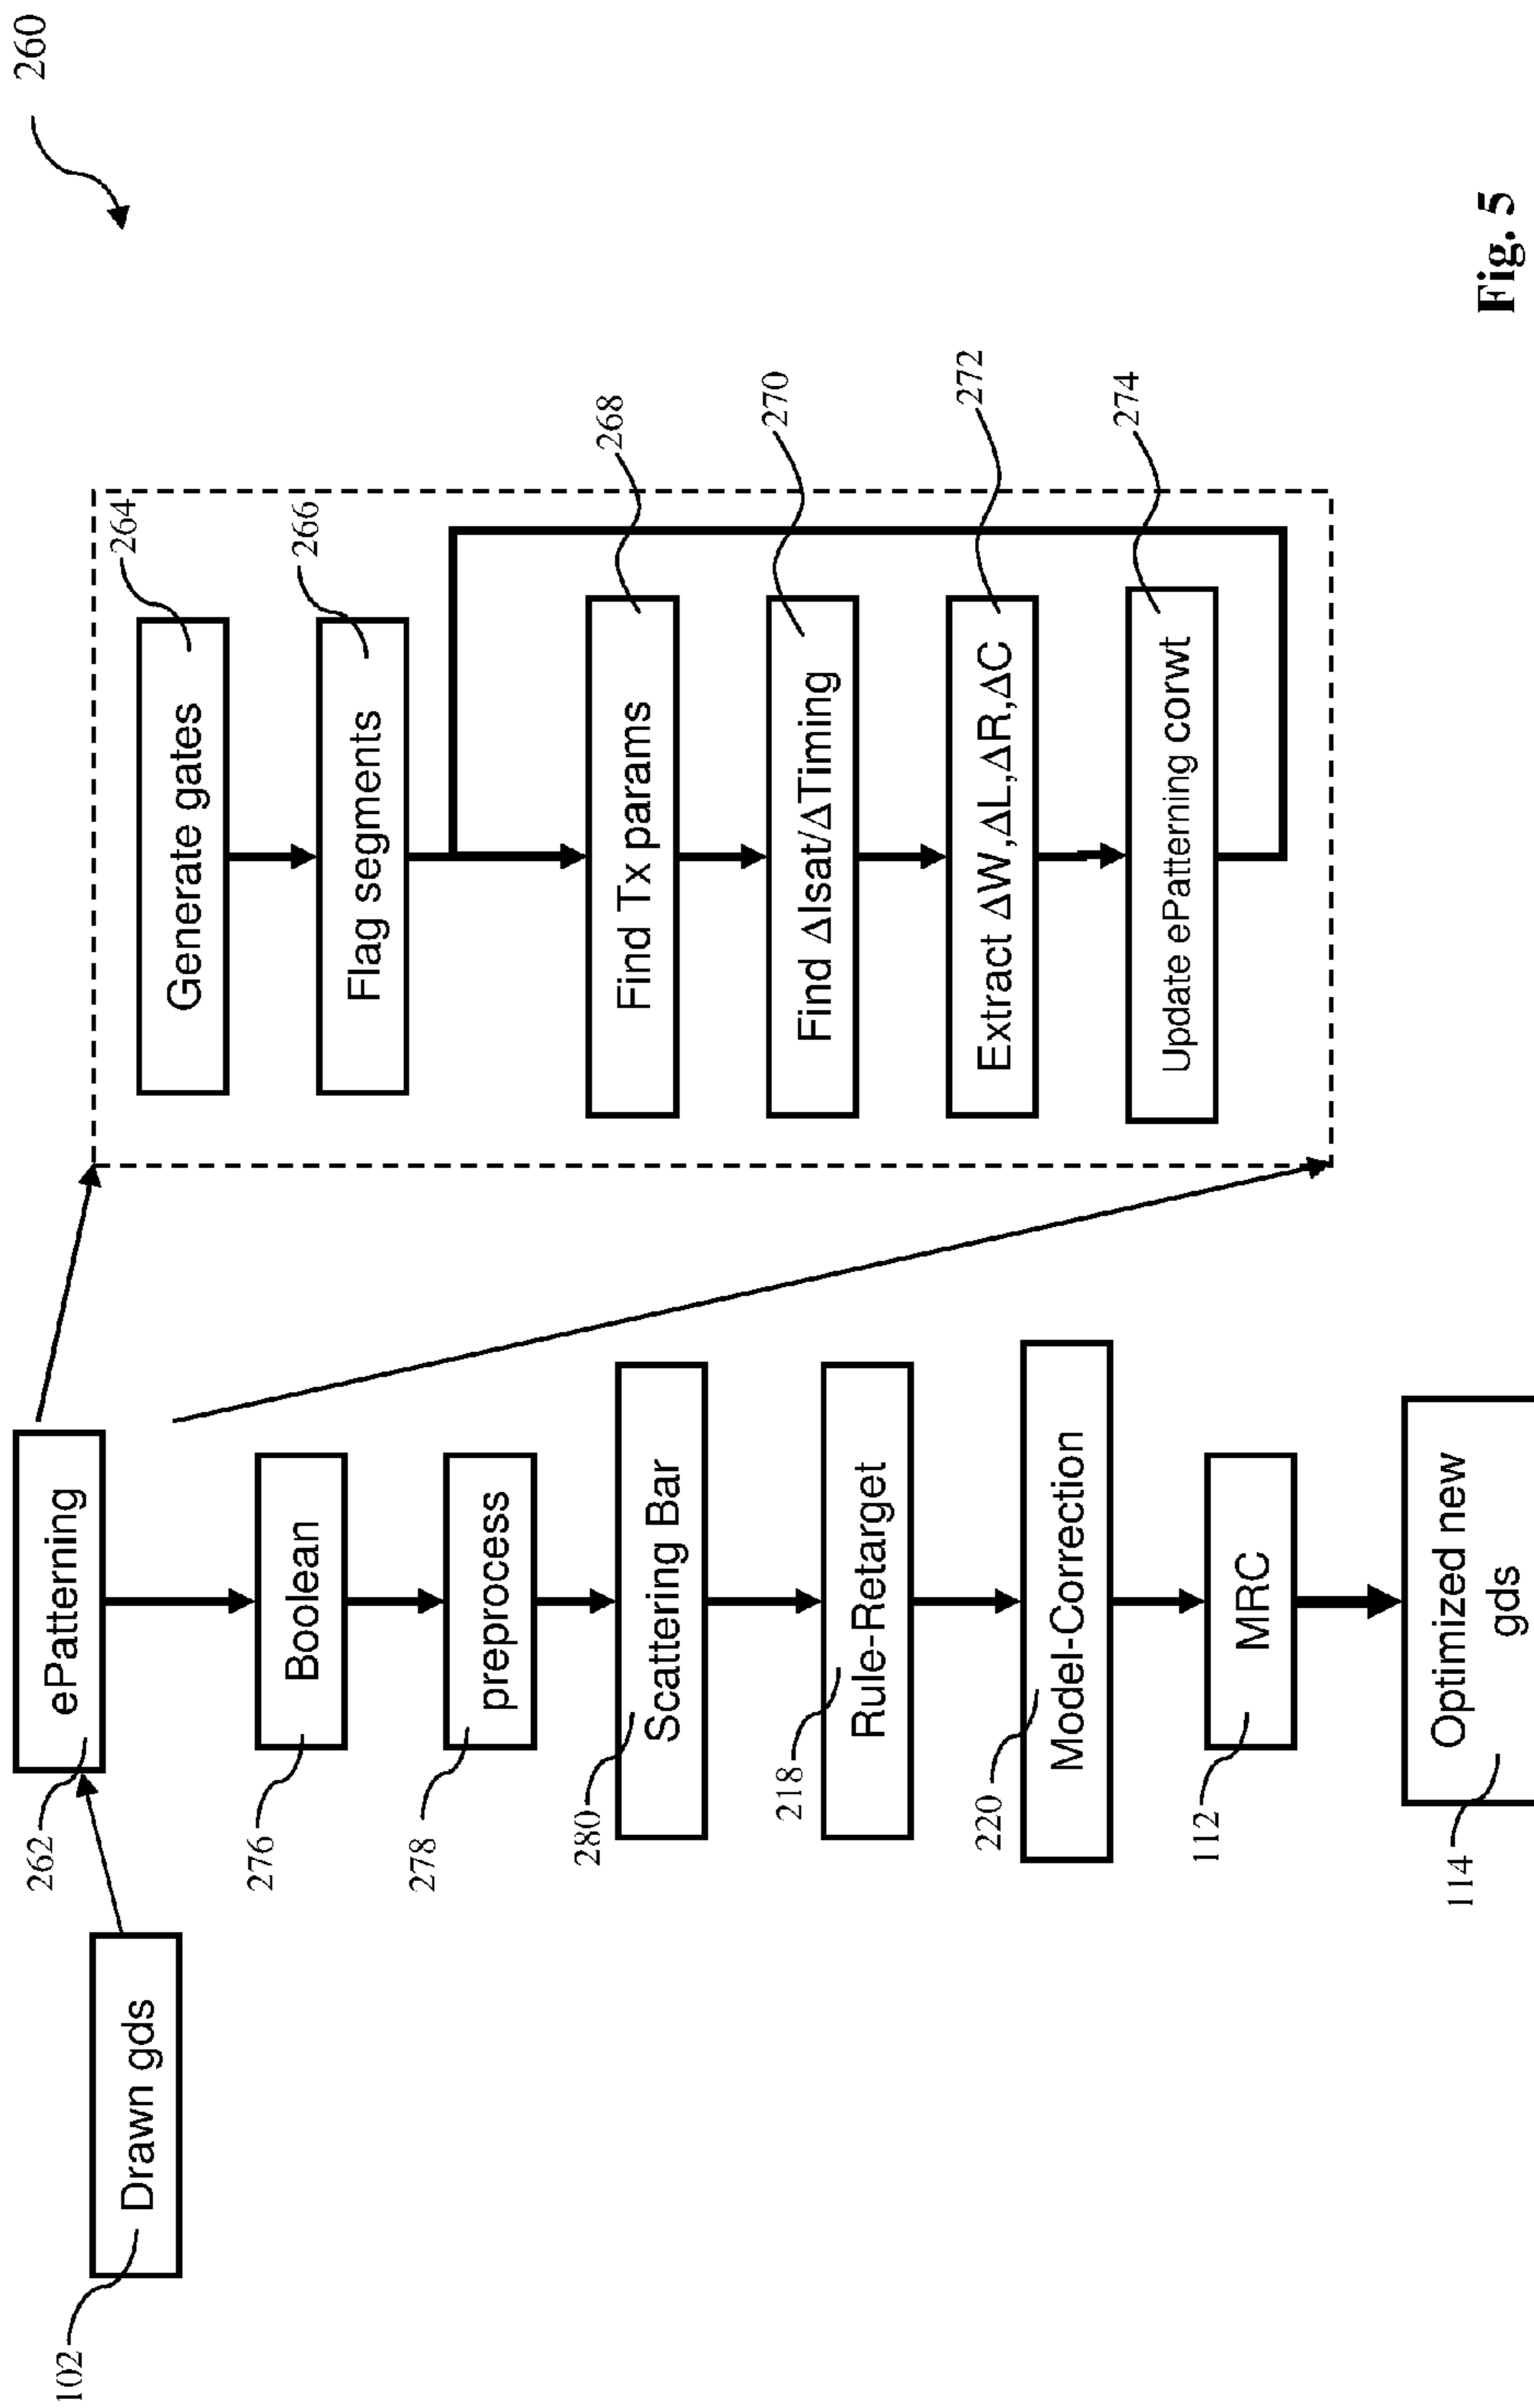 260
102
Drawn gds
262
ePatterning
276
Boolean
278
preprocess
280
Scattering Bar
218
Rule-Retarget
220
Model-Correction
112
MRC
114
Optimized new
gds
264
Generate gates
266
Flag segments
268
Find Tx params
270
Find ΔIsat/ΔTiming
272
Extract ΔW,ΔL,ΔR,ΔC
274
Update ePatterning corwt
Fig. 5